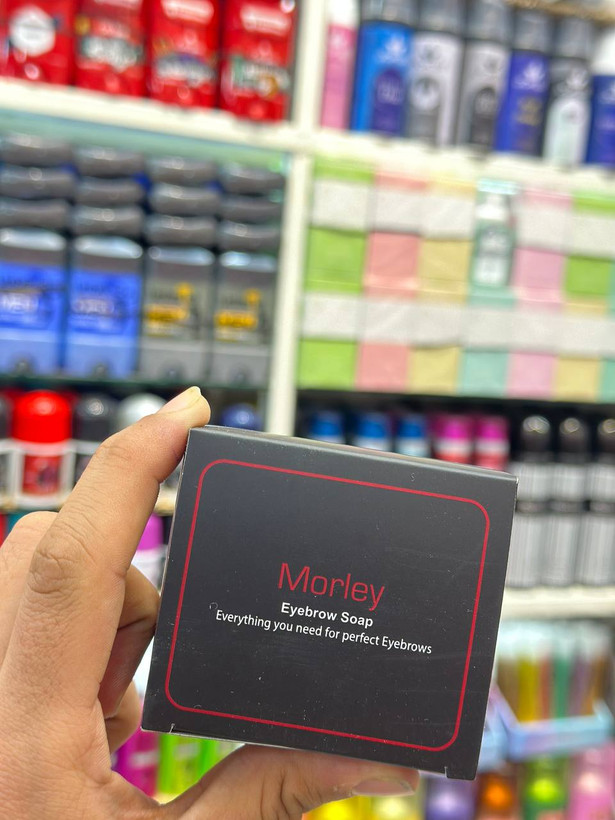 Morley
Eyebrow Soap
Everything you need for perfect Eyebrows